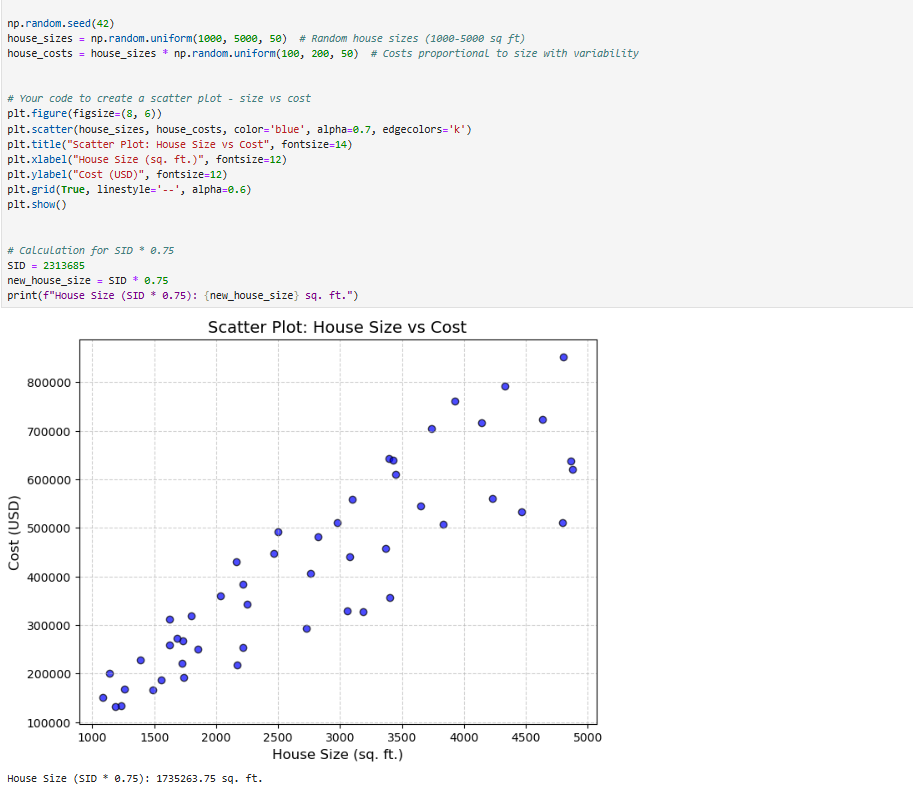 np.random.seed(42)
house_sizes = np.random.uniform(1000, 5000, 50)  # Random house sizes (1000-5000 sq ft)
house_costs = house_sizes * np.random.uniform(100, 200, 50)  # Costs proportional to size with variability
# Your code to create a scatter plot - size vs cost
plt.figure(figsize=(8, 6))
plt.scatter(house_sizes, house_costs, color='blue', alpha=0.7, edgecolors='k')
plt.title("Scatter Plot: House Size vs Cost", fontsize=14)
plt.xlabel("House Size (sq. ft.)", fontsize=12)
plt.ylabel("Cost (USD)", fontsize=12)
plt.grid(True, linestyle='--', alpha=0.6)
plt.show()
# Calculation for SID * 0.75
SID = 2313685
new_house_size = SID * 0.75
print(f"House Size (SID * 0.75): {new_house_size} sq. ft.")
Scatter Plot: House Size vs Cost
800000
700000
600000
500000
400000
300000
200000
100000
Cost (USD)
1000 1500 2000 2500 3000 3500 4000 4500 5000
House Size (sq. ft.)
House Size (SID * 0.75): 1735263.75 sq. ft.